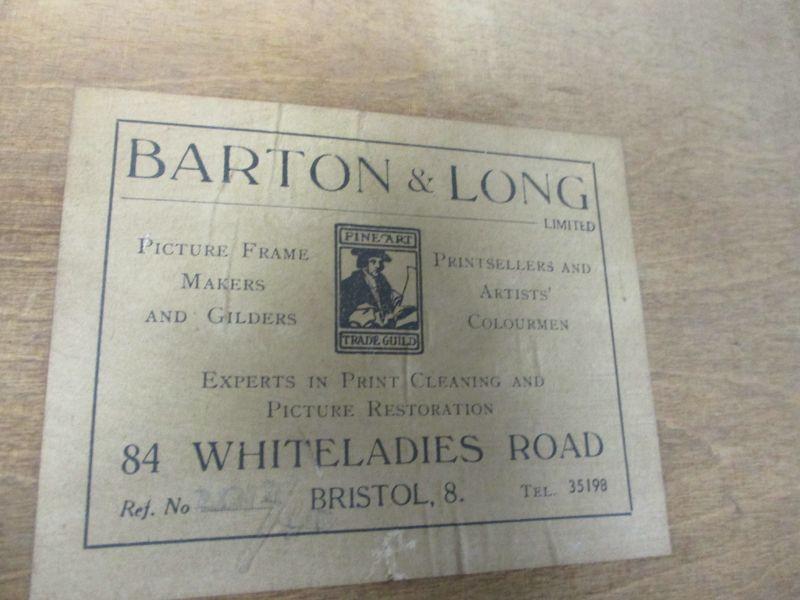 BARTON & LONG
LIMITED
PICTURE FRAME
MAKERS
AND GILDERS
FINE ART
TRADE GUILD
PRINTSELLERS AND
ARTISTS'
COLOURMEN
EXPERTS IN PRINT CLEANING AND
PICTURE RESTORATION
84 WHITELADIES ROAD
Ref. No
BRISTOL, 8.
TEL. 35198